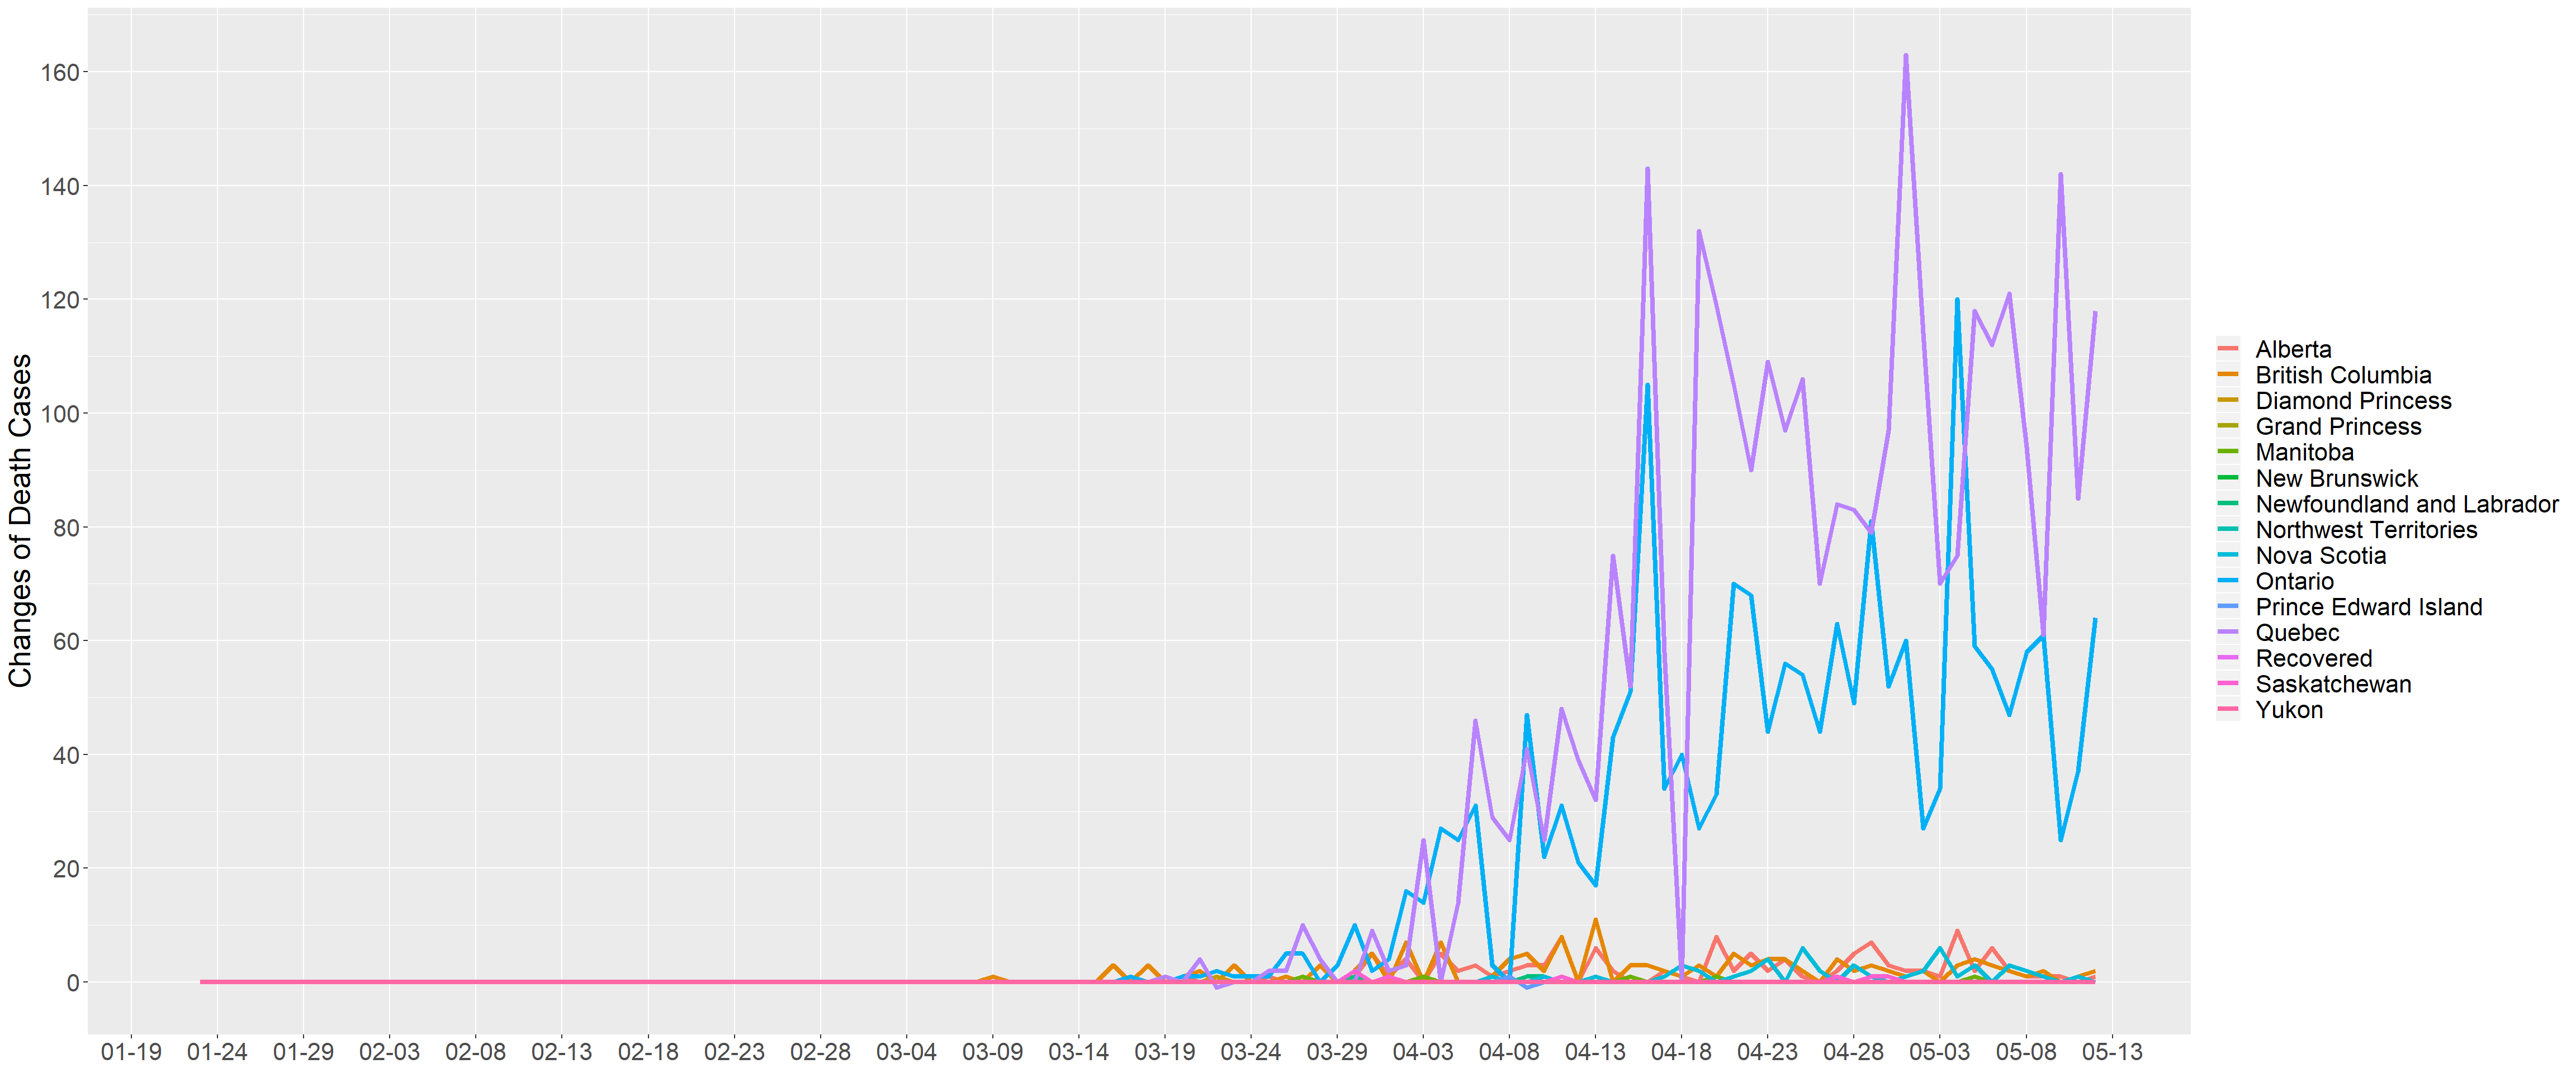 Changes of Death Cases
160
140
120
100
80
60
40
20
0
01-19 01-24 01-29 02-03 02-08 02-13 02-18 02-23 02-28 03-04 03-09 03-14 03-19 03-24 03-29 04-03 04-08 04-13 04-18 04-23 04-28 05-03 05-08 05-13
Alberta
British Columbia
Diamond Princess
Grand Princess
Manitoba
New Brunswick
Newfoundland and Labrador
Northwest Territories
Nova Scotia
Ontario
Prince Edward Island
Quebec
Recovered
Saskatchewan
Yukon